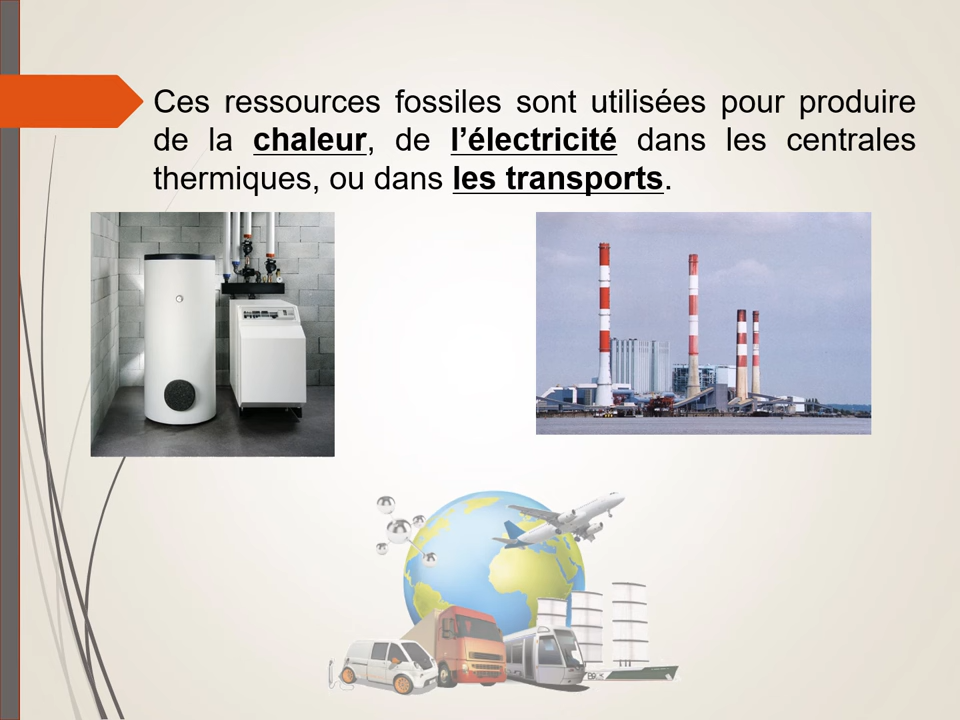 Ces ressources fossiles sont utilisées pour produire
de la chaleur, de l’électricité dans les centrales
thermiques, ou dans les transports.